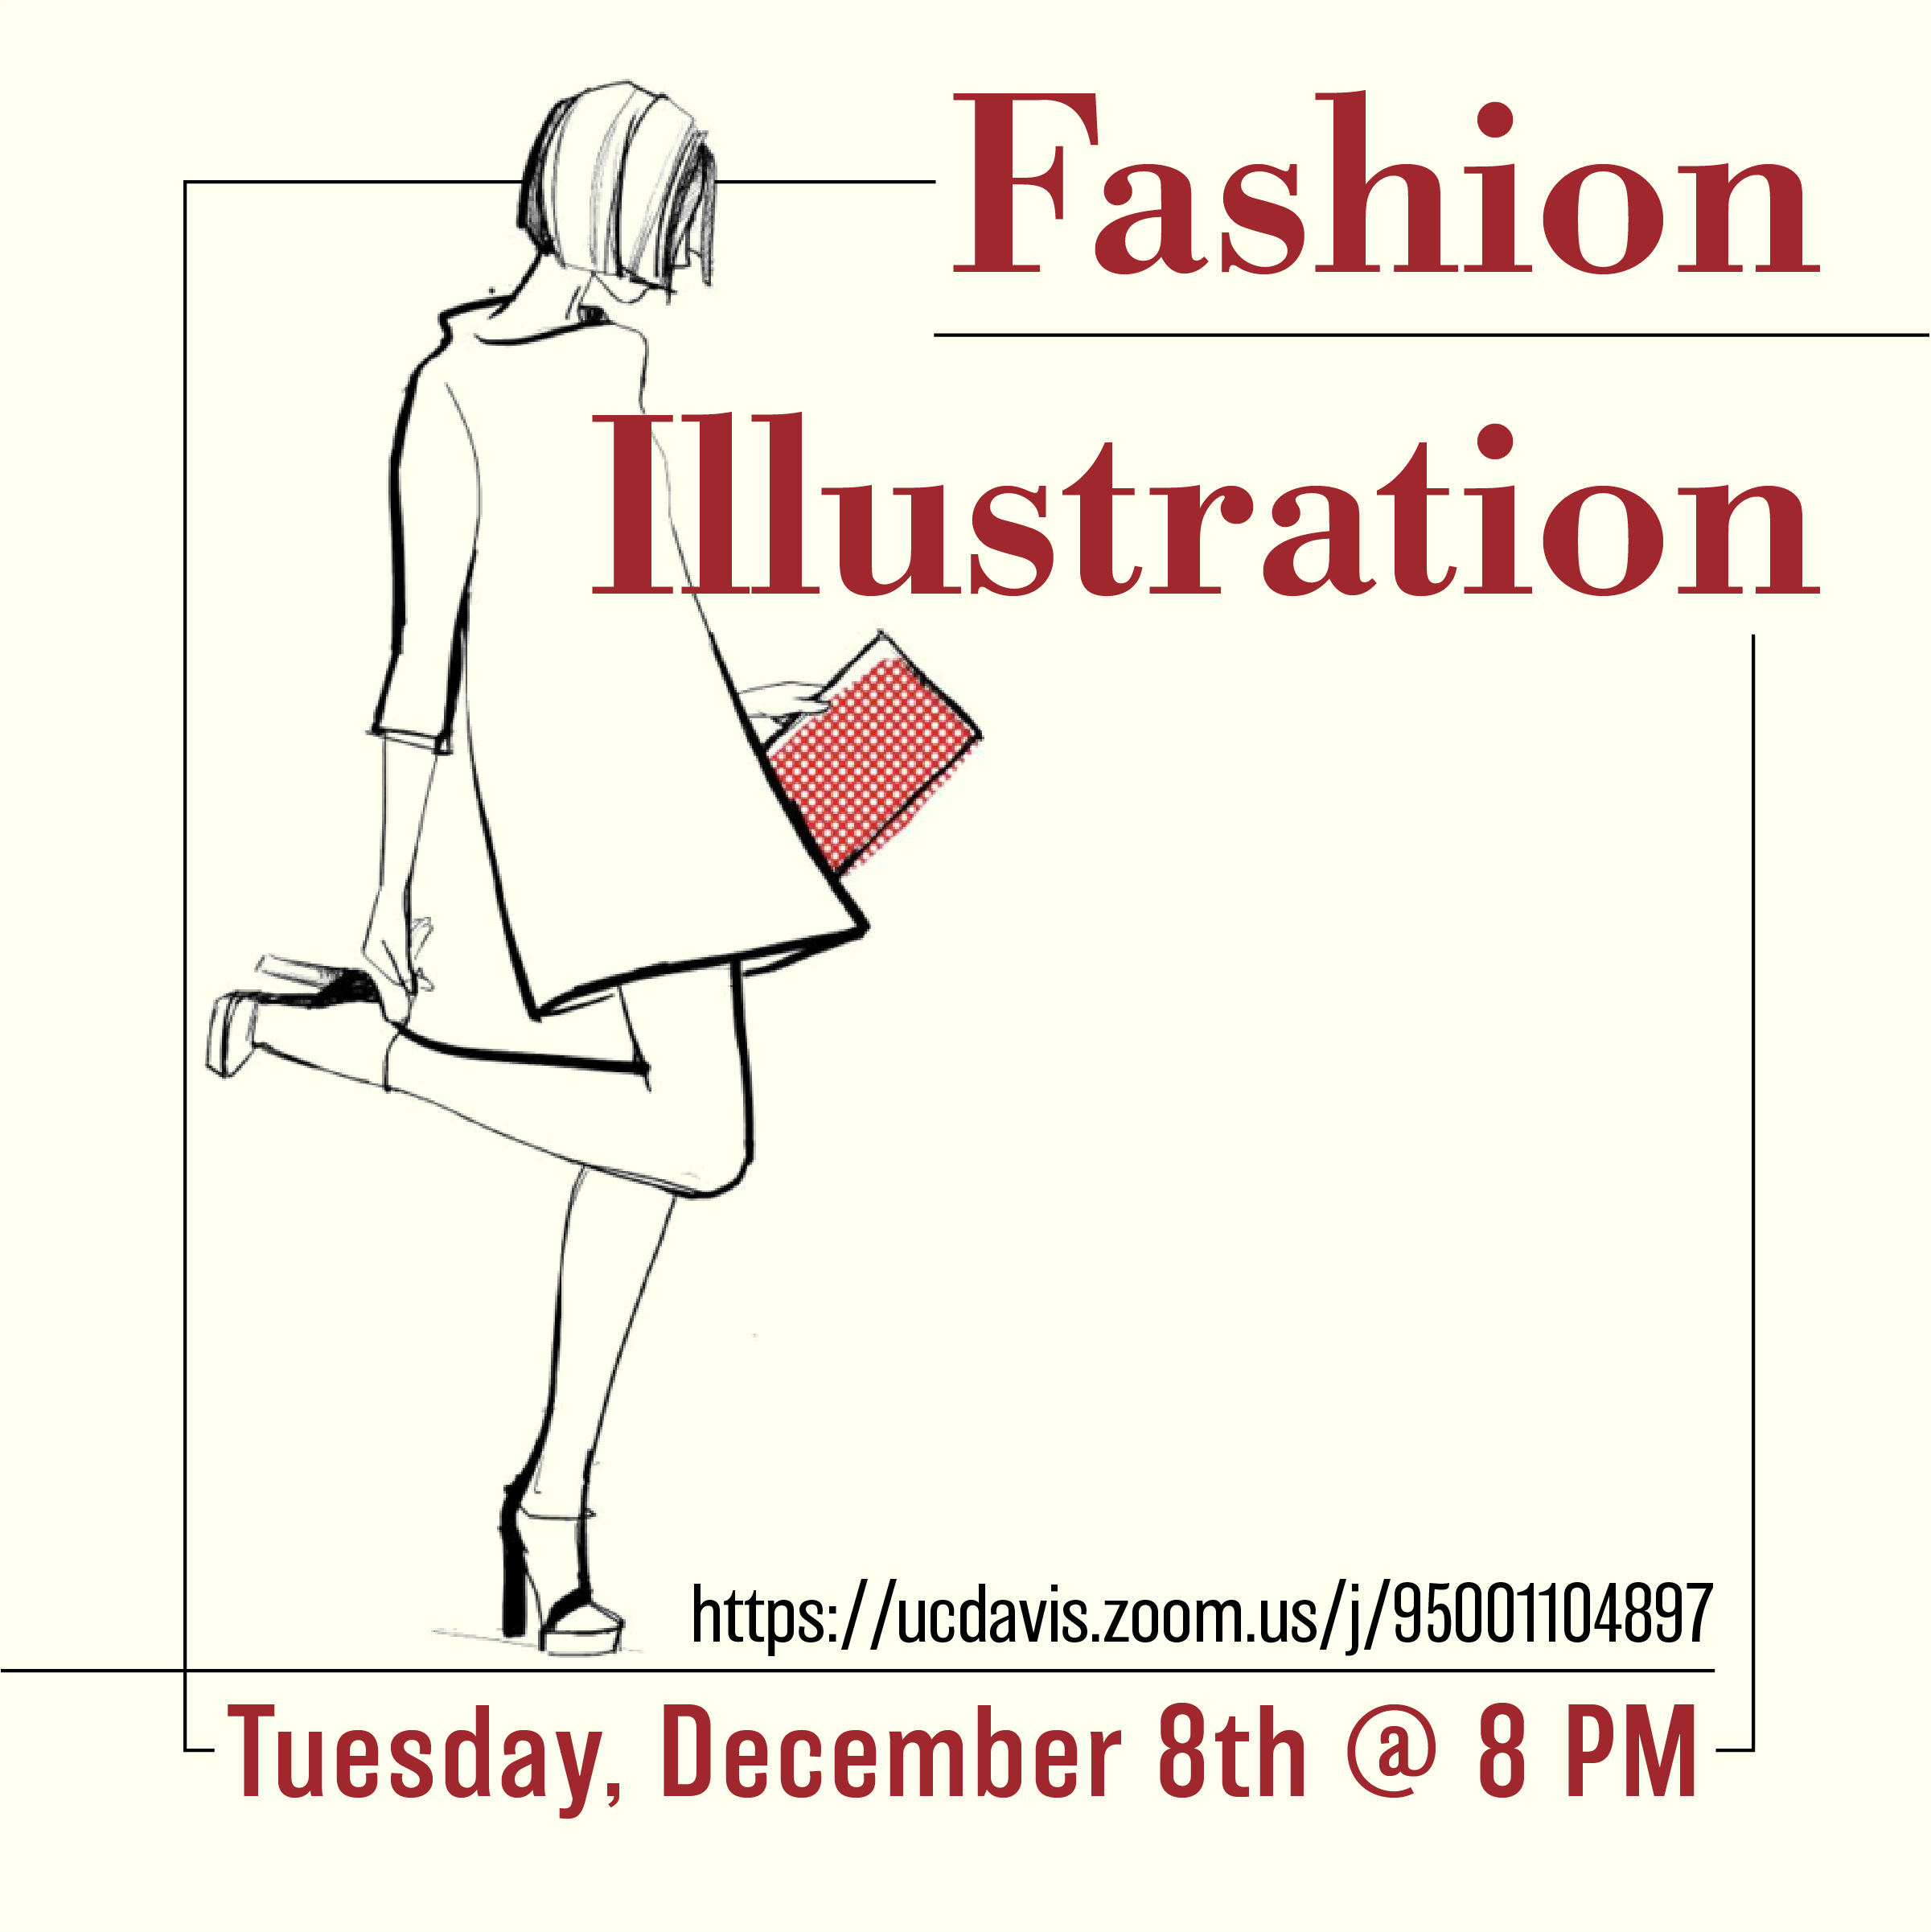 Fashion
Illustration
https://ucdavis.zoom.us/j/95001104897
Tuesday, December 8th @ 8 PM